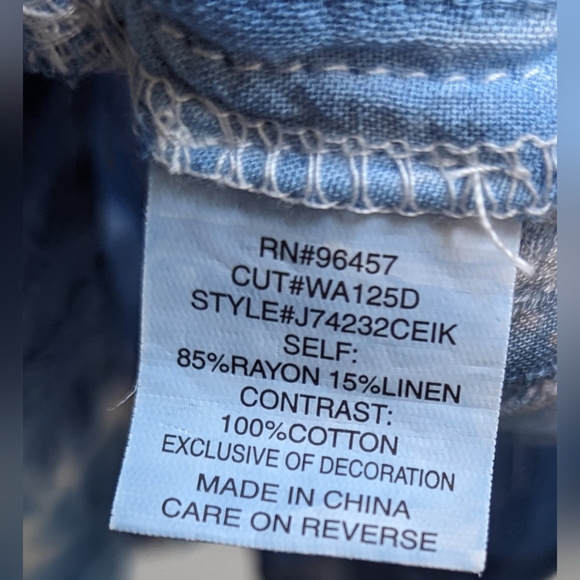 RN#96457
CUT#WA125D
STYLE#J74232CEIK
SELF:
85%RAYON 15%LINEN
CONTRAST:
100%COTTON
EXCLUSIVE OF DECORATION
MADE IN CHINA
CARE ON REVERSE